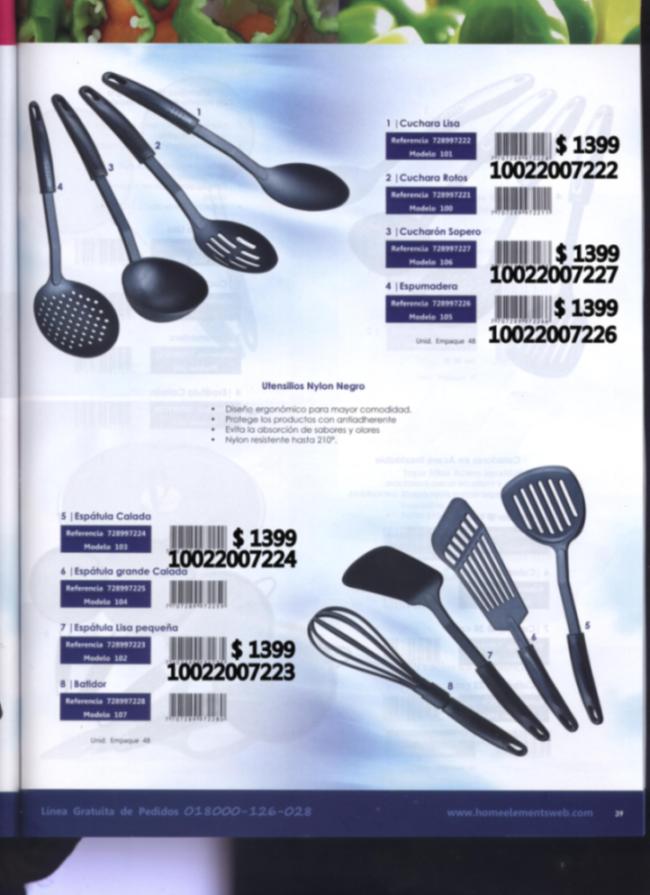 1 | Cuchara Lisa
Referencia 728997222
Modelo 101
$ 1399
10022007222
2 | Cuchara Rotos
Referencia 728997221
Modelo 100
3 | Cucharón Sopero
Referencia 728997227
Modelo 106
$ 1399
10022007227
4 | Espumadera
Referencia 728997226
Modelo 105
$ 1399
10022007226
Unid. Empaque 48
1
2
3
4
Utensilios Nylon Negro
• Diseño ergonómico para mayor comodidad.
• Protege los productos con antiadherente
• Evita la absorción de sabores y olores
• Nylon resistente hasta 210°.
5 | Espátula Calada
Referencia 728997224
Modelo 103
$ 1399
10022007224
6 | Espátula grande Calada
Referencia 728997225
Modelo 104
7 | Espátula Lisa pequeña
Referencia 728997223
Modelo 102
$ 1399
10022007223
8 | Batidor
Referencia 728997228
Modelo 107
Unid. Empaque 48
5
6
7
8
Línea Gratuita de Pedidos 018000-126-028
www.homeelementsweb.com
39